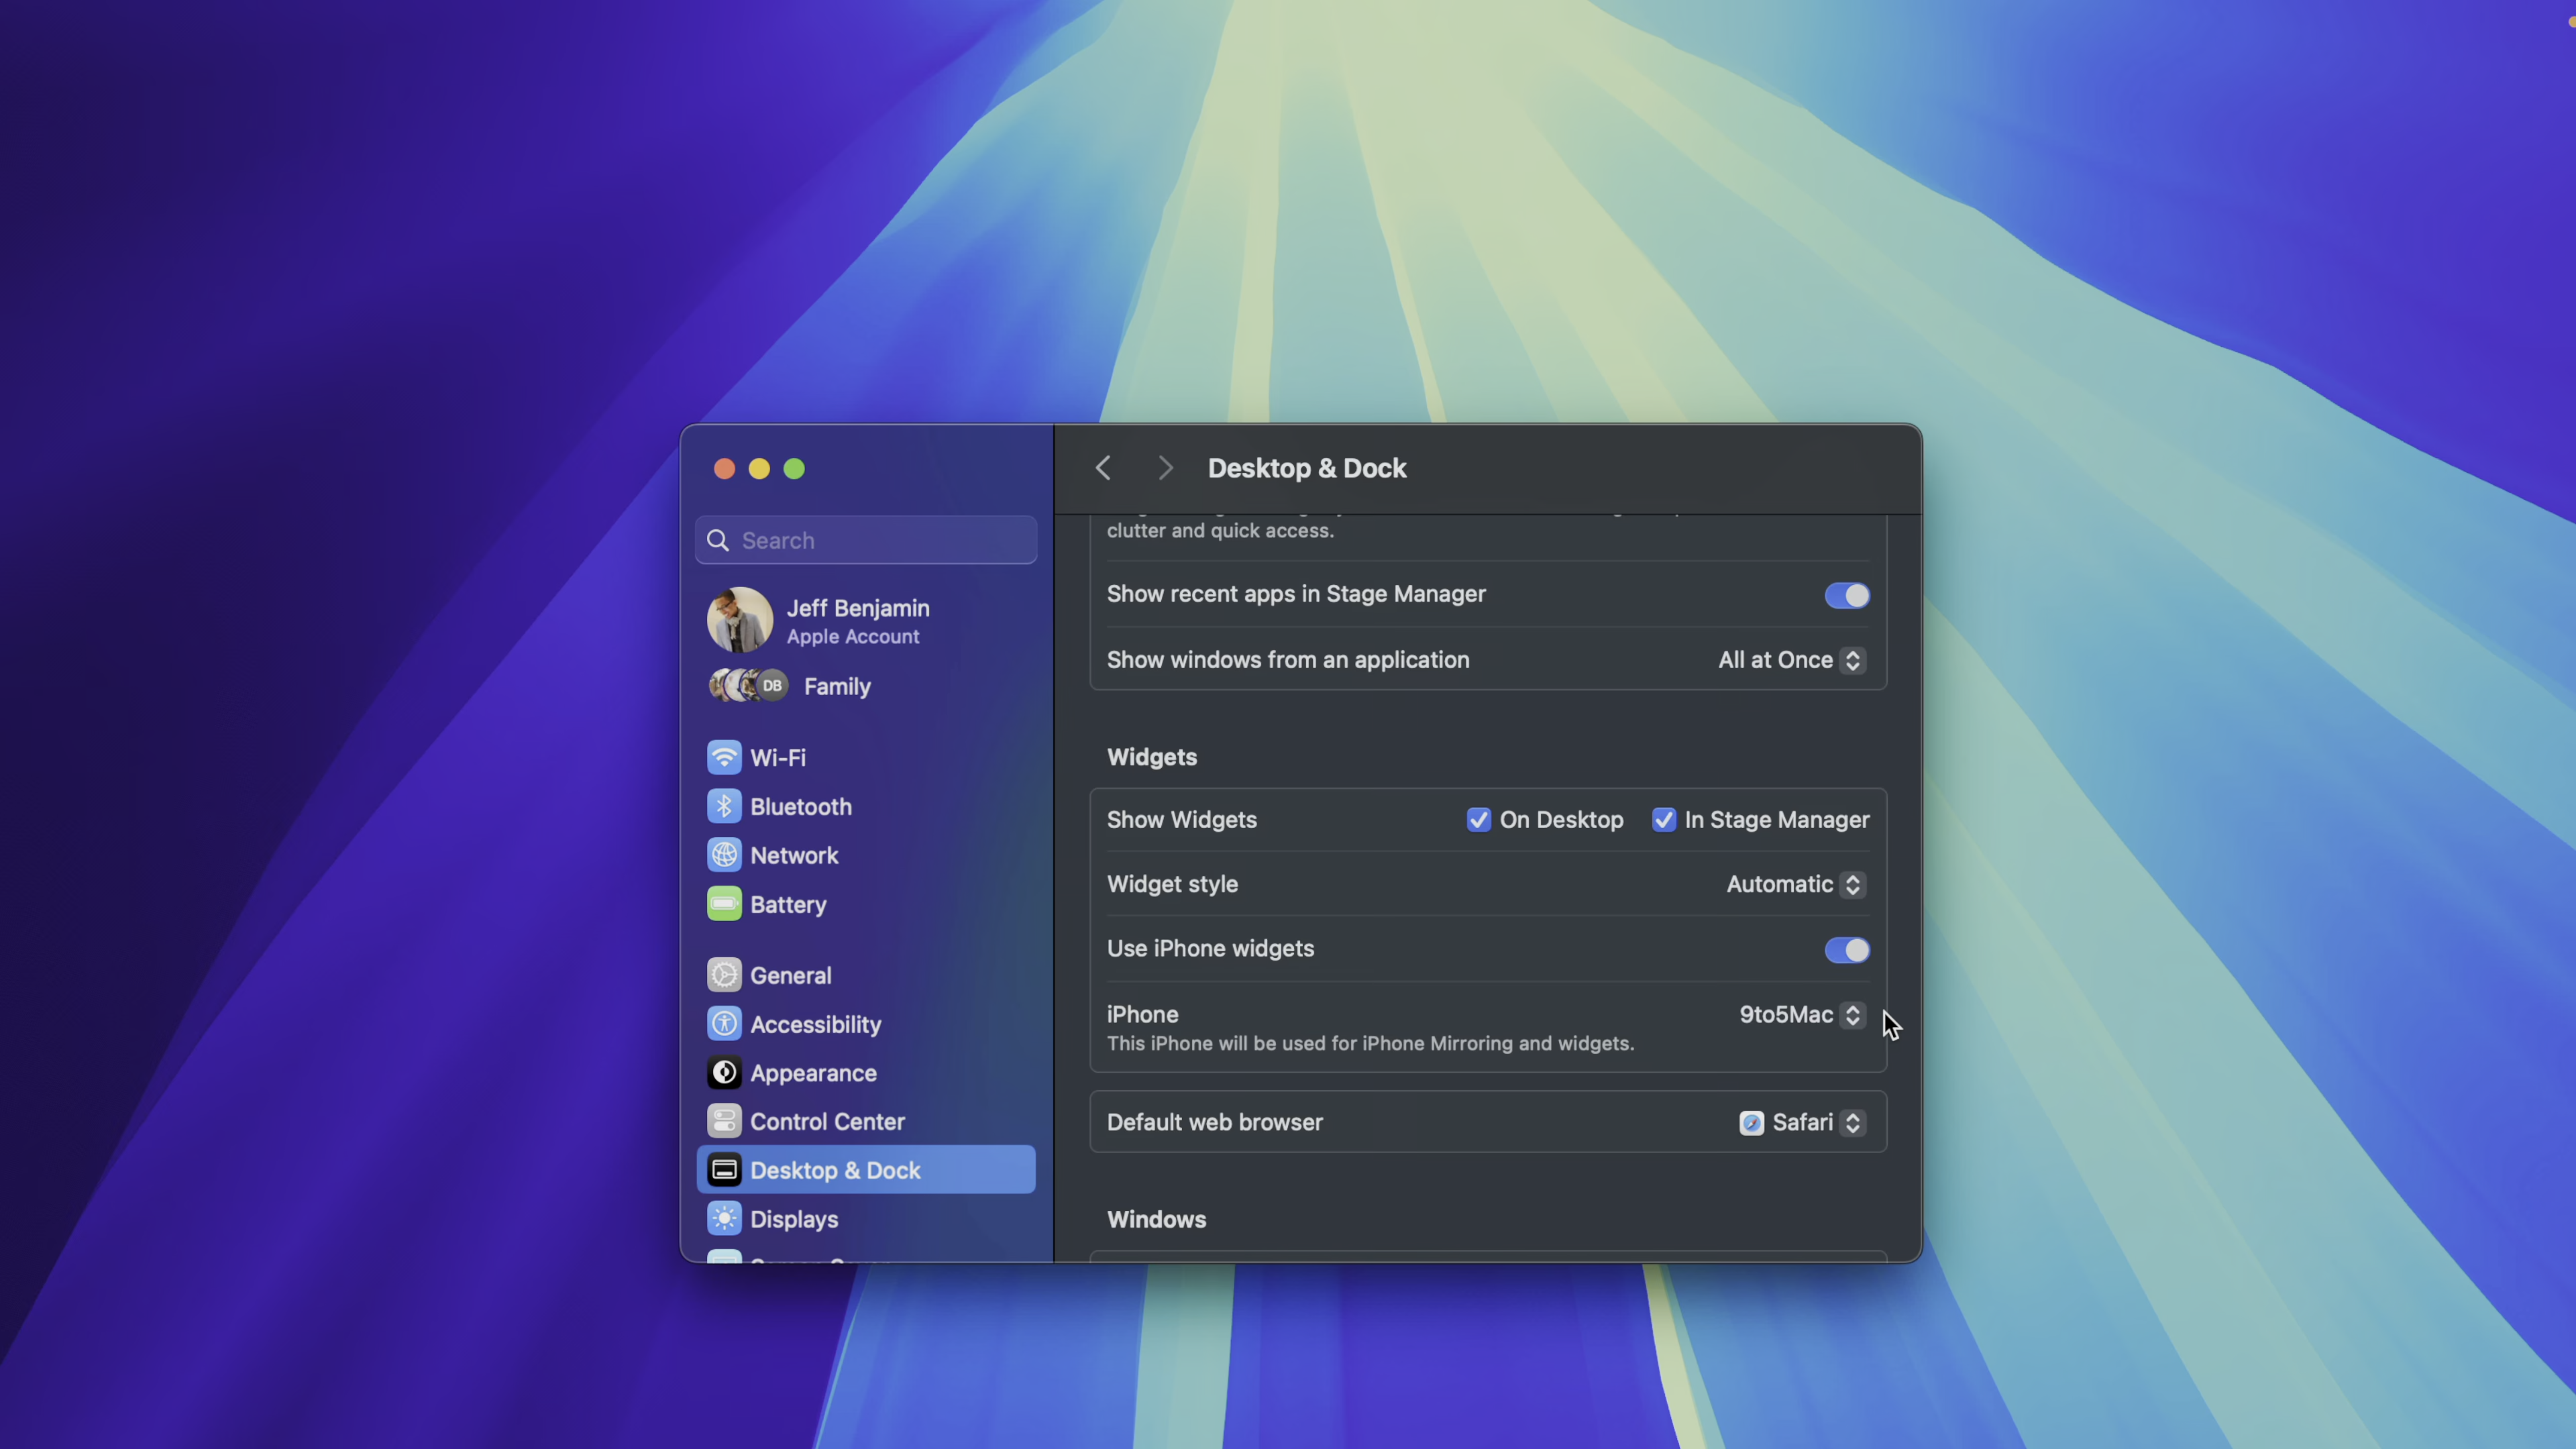 Desktop & Dock
Search
Jeff Benjamin
Apple Account
DB
Family
Wi-Fi
Bluetooth
Network
Battery
General
Accessibility
Appearance
Control Center
Desktop & Dock
Displays
clutter and quick access.
Show recent apps in Stage Manager
Show windows from an application All at Once
Widgets
Show Widgets On Desktop In Stage Manager
Widget style Automatic
Use iPhone widgets
iPhone 9to5Mac
This iPhone will be used for iPhone Mirroring and widgets.
Default web browser Safari
Windows